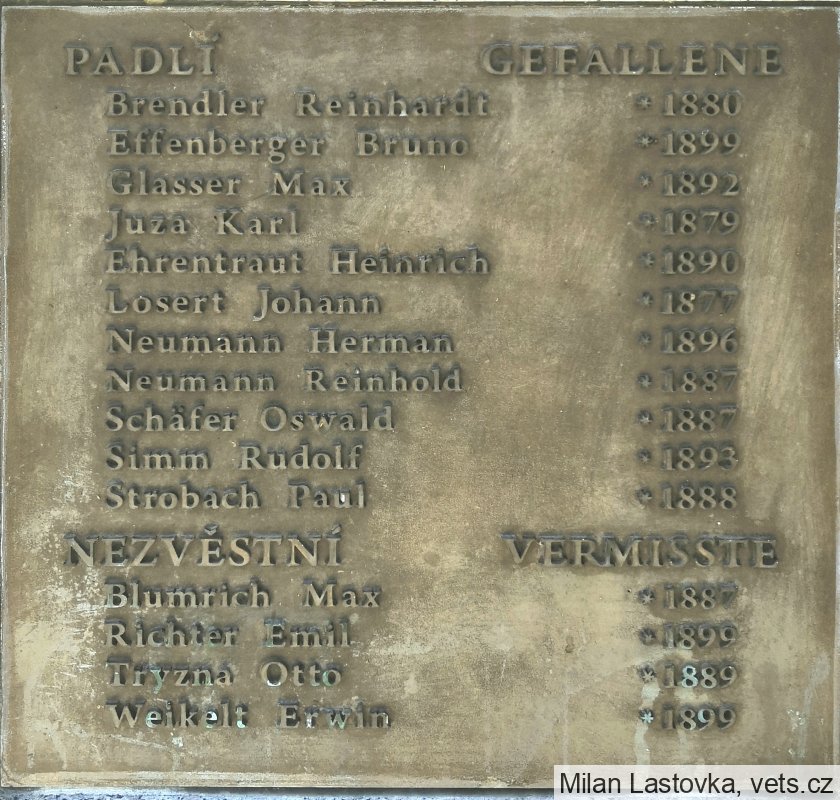 PADLÍ GEFALLENE
Brendler Reinhardt * 1880
Effenberger Bruno * 1899
Glasser Max * 1892
Juza Karl * 1879
Ehrentraut Heinrich * 1890
Losert Johann * 1877
Neumann Herman * 1896
Neumann Reinhold * 1887
Schäfer Oswald * 1887
Simm Rudolf * 1893
Strobach Paul * 1888
NEZVĚSTNÍ VERMISSTE
Blumrich Max * 1887
Richter Emil * 1899
Tryzna Otto * 1889
Weikelt Erwin * 1899
Milan Lastovka, vets.cz